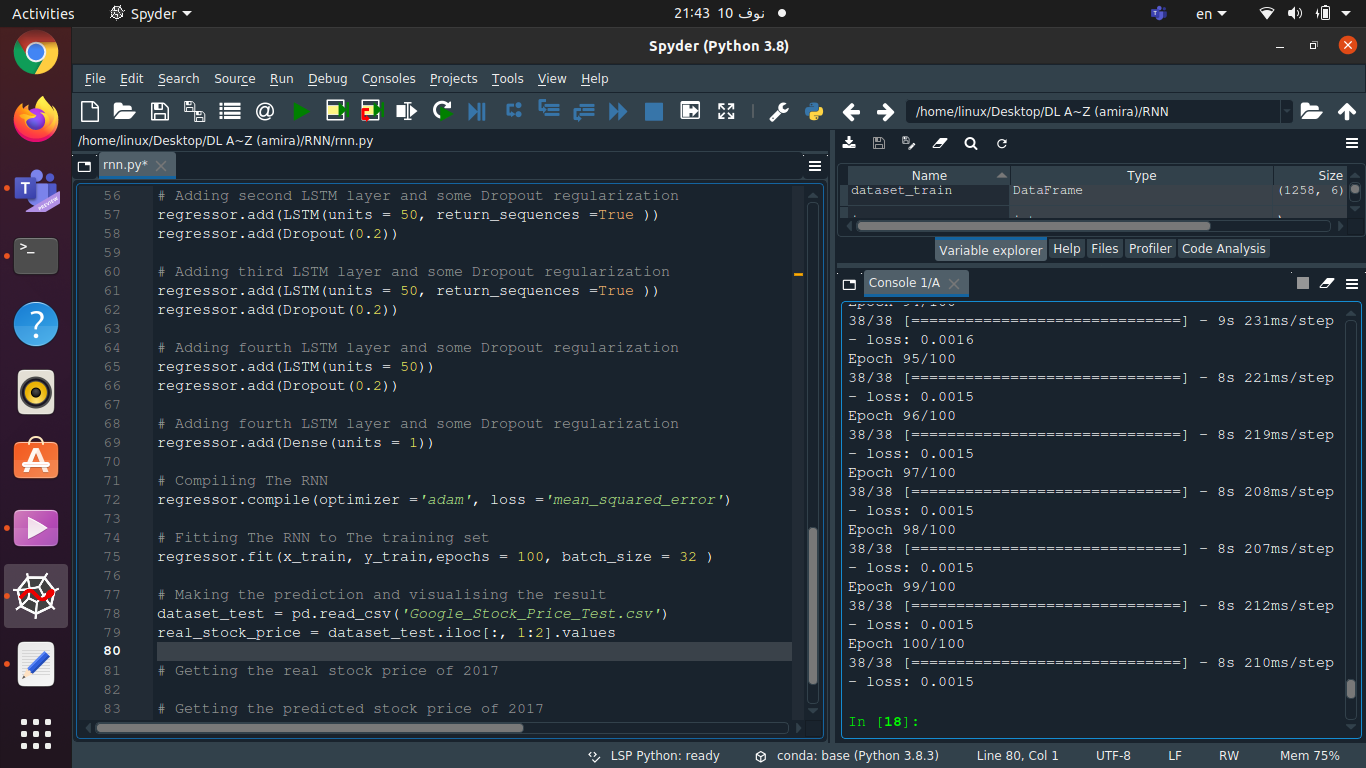 Activities
Spyder
21:43 10 نوف
en
Spyder (Python 3.8)
File Edit Search Source Run Debug Consoles Projects Tools View Help
/home/linux/Desktop/DL A~Z (amira)/RNN
/home/linux/Desktop/DL A~Z (amira)/RNN/rnn.py
rnn.py*
56 # Adding second LSTM layer and some Dropout regularization
57 regressor.add(LSTM(units = 50, return_sequences =True ))
58 regressor.add(Dropout(0.2))
59
60 # Adding third LSTM layer and some Dropout regularization
61 regressor.add(LSTM(units = 50, return_sequences =True ))
62 regressor.add(Dropout(0.2))
63
64 # Adding fourth LSTM layer and some Dropout regularization
65 regressor.add(LSTM(units = 50))
66 regressor.add(Dropout(0.2))
67
68 # Adding fourth LSTM layer and some Dropout regularization
69 regressor.add(Dense(units = 1))
70
71 # Compiling The RNN
72 regressor.compile(optimizer ='adam', loss ='mean_squared_error')
73
74 # Fitting The RNN to The training set
75 regressor.fit(x_train, y_train,epochs = 100, batch_size = 32 )
76
77 # Making the prediction and visualising the result
78 dataset_test = pd.read_csv('Google_Stock_Price_Test.csv')
79 real_stock_price = dataset_test.iloc[:, 1:2].values
80
81 # Getting the real stock price of 2017
82
83 # Getting the predicted stock price of 2017
Name Type Size
dataset_train DataFrame (1258, 6)
Variable explorer Help Files Profiler Code Analysis
Console 1/A
38/38 [==============================] - 9s 231ms/step
- loss: 0.0016
Epoch 95/100
38/38 [==============================] - 8s 221ms/step
- loss: 0.0015
Epoch 96/100
38/38 [==============================] - 8s 219ms/step
- loss: 0.0015
Epoch 97/100
38/38 [==============================] - 8s 208ms/step
- loss: 0.0015
Epoch 98/100
38/38 [==============================] - 8s 207ms/step
- loss: 0.0015
Epoch 99/100
38/38 [==============================] - 8s 212ms/step
- loss: 0.0015
Epoch 100/100
38/38 [==============================] - 8s 210ms/step
- loss: 0.0015
In [18]:
LSP Python: ready conda: base (Python 3.8.3) Line 80, Col 1 UTF-8 LF RW Mem 75%